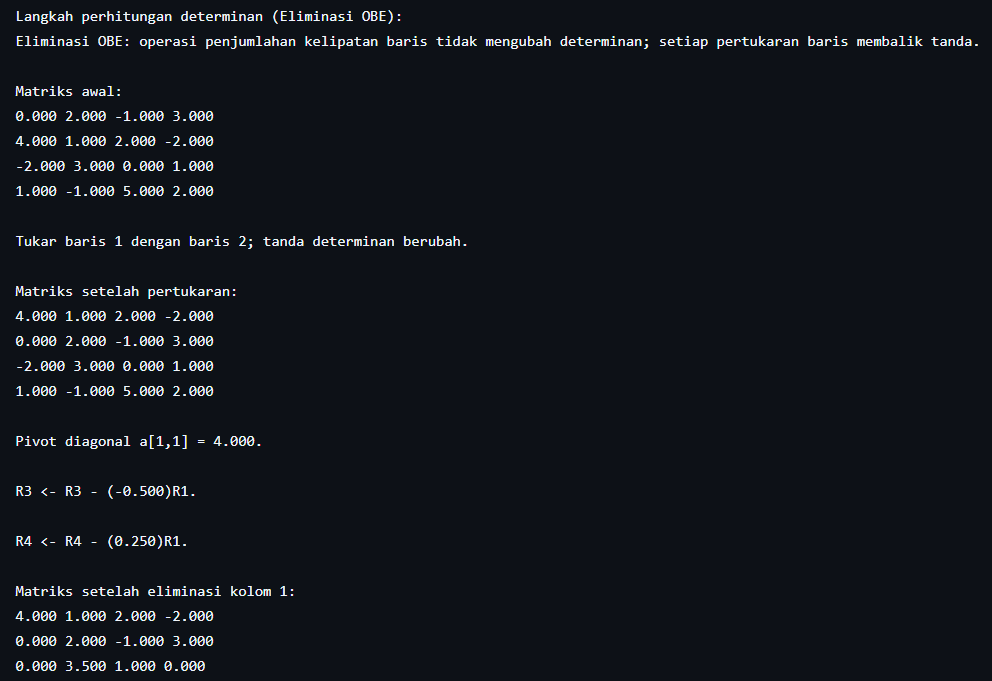 Langkah perhitungan determinan (Eliminasi OBE):
Eliminasi OBE: operasi penjumlahan kelipatan baris tidak mengubah determinan; setiap pertukaran baris membalik tanda.
Matriks awal:
0.000 2.000 -1.000 3.000
4.000 1.000 2.000 -2.000
-2.000 3.000 0.000 1.000
1.000 -1.000 5.000 2.000
Tukar baris 1 dengan baris 2; tanda determinan berubah.
Matriks setelah pertukaran:
4.000 1.000 2.000 -2.000
0.000 2.000 -1.000 3.000
-2.000 3.000 0.000 1.000
1.000 -1.000 5.000 2.000
Pivot diagonal a[1,1] = 4.000.
R3 <- R3 - (-0.500)R1.
R4 <- R4 - (0.250)R1.
Matriks setelah eliminasi kolom 1:
4.000 1.000 2.000 -2.000
0.000 2.000 -1.000 3.000
0.000 3.500 1.000 0.000